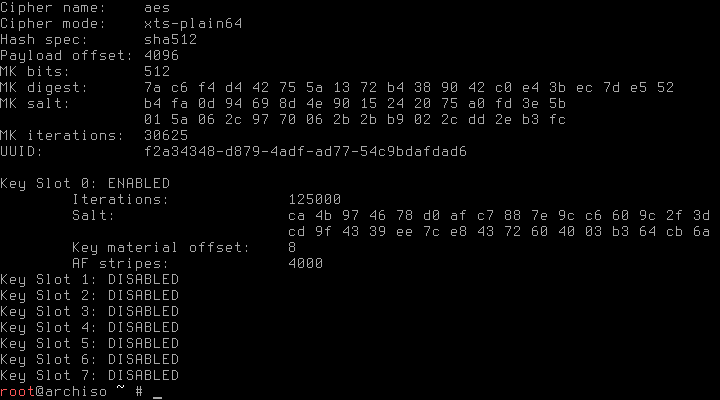 Cipher name:    aes
Cipher mode:    xts-plain64
Hash spec:      sha512
Payload offset: 4096
MK bits:        512
MK digest:      7a c6 f4 d4 42 75 5a 13 72 b4 38 90 42 c0 e4 3b ec 7d e5 52
MK salt:        b4 fa 0d 94 69 8d 4e 90 15 24 20 75 a0 fd 3e 5b
                01 5a 06 2c 97 70 06 2b 2b b9 02 2c dd 2e b3 fc
MK iterations:  30625
UUID:           f2a34348-d879-4adf-ad77-54c9bdafdad6

Key Slot 0: ENABLED
        Iterations:             125000
        Salt:                   ca 4b 97 46 78 d0 af c7 88 7e 9c c6 60 9c 2f 3d
                                cd 9f 43 39 ee 7c e8 43 72 60 40 03 b3 64 cb 6a
        Key material offset:    8
        AF stripes:             4000
Key Slot 1: DISABLED
Key Slot 2: DISABLED
Key Slot 3: DISABLED
Key Slot 4: DISABLED
Key Slot 5: DISABLED
Key Slot 6: DISABLED
Key Slot 7: DISABLED
root@archiso ~ # _